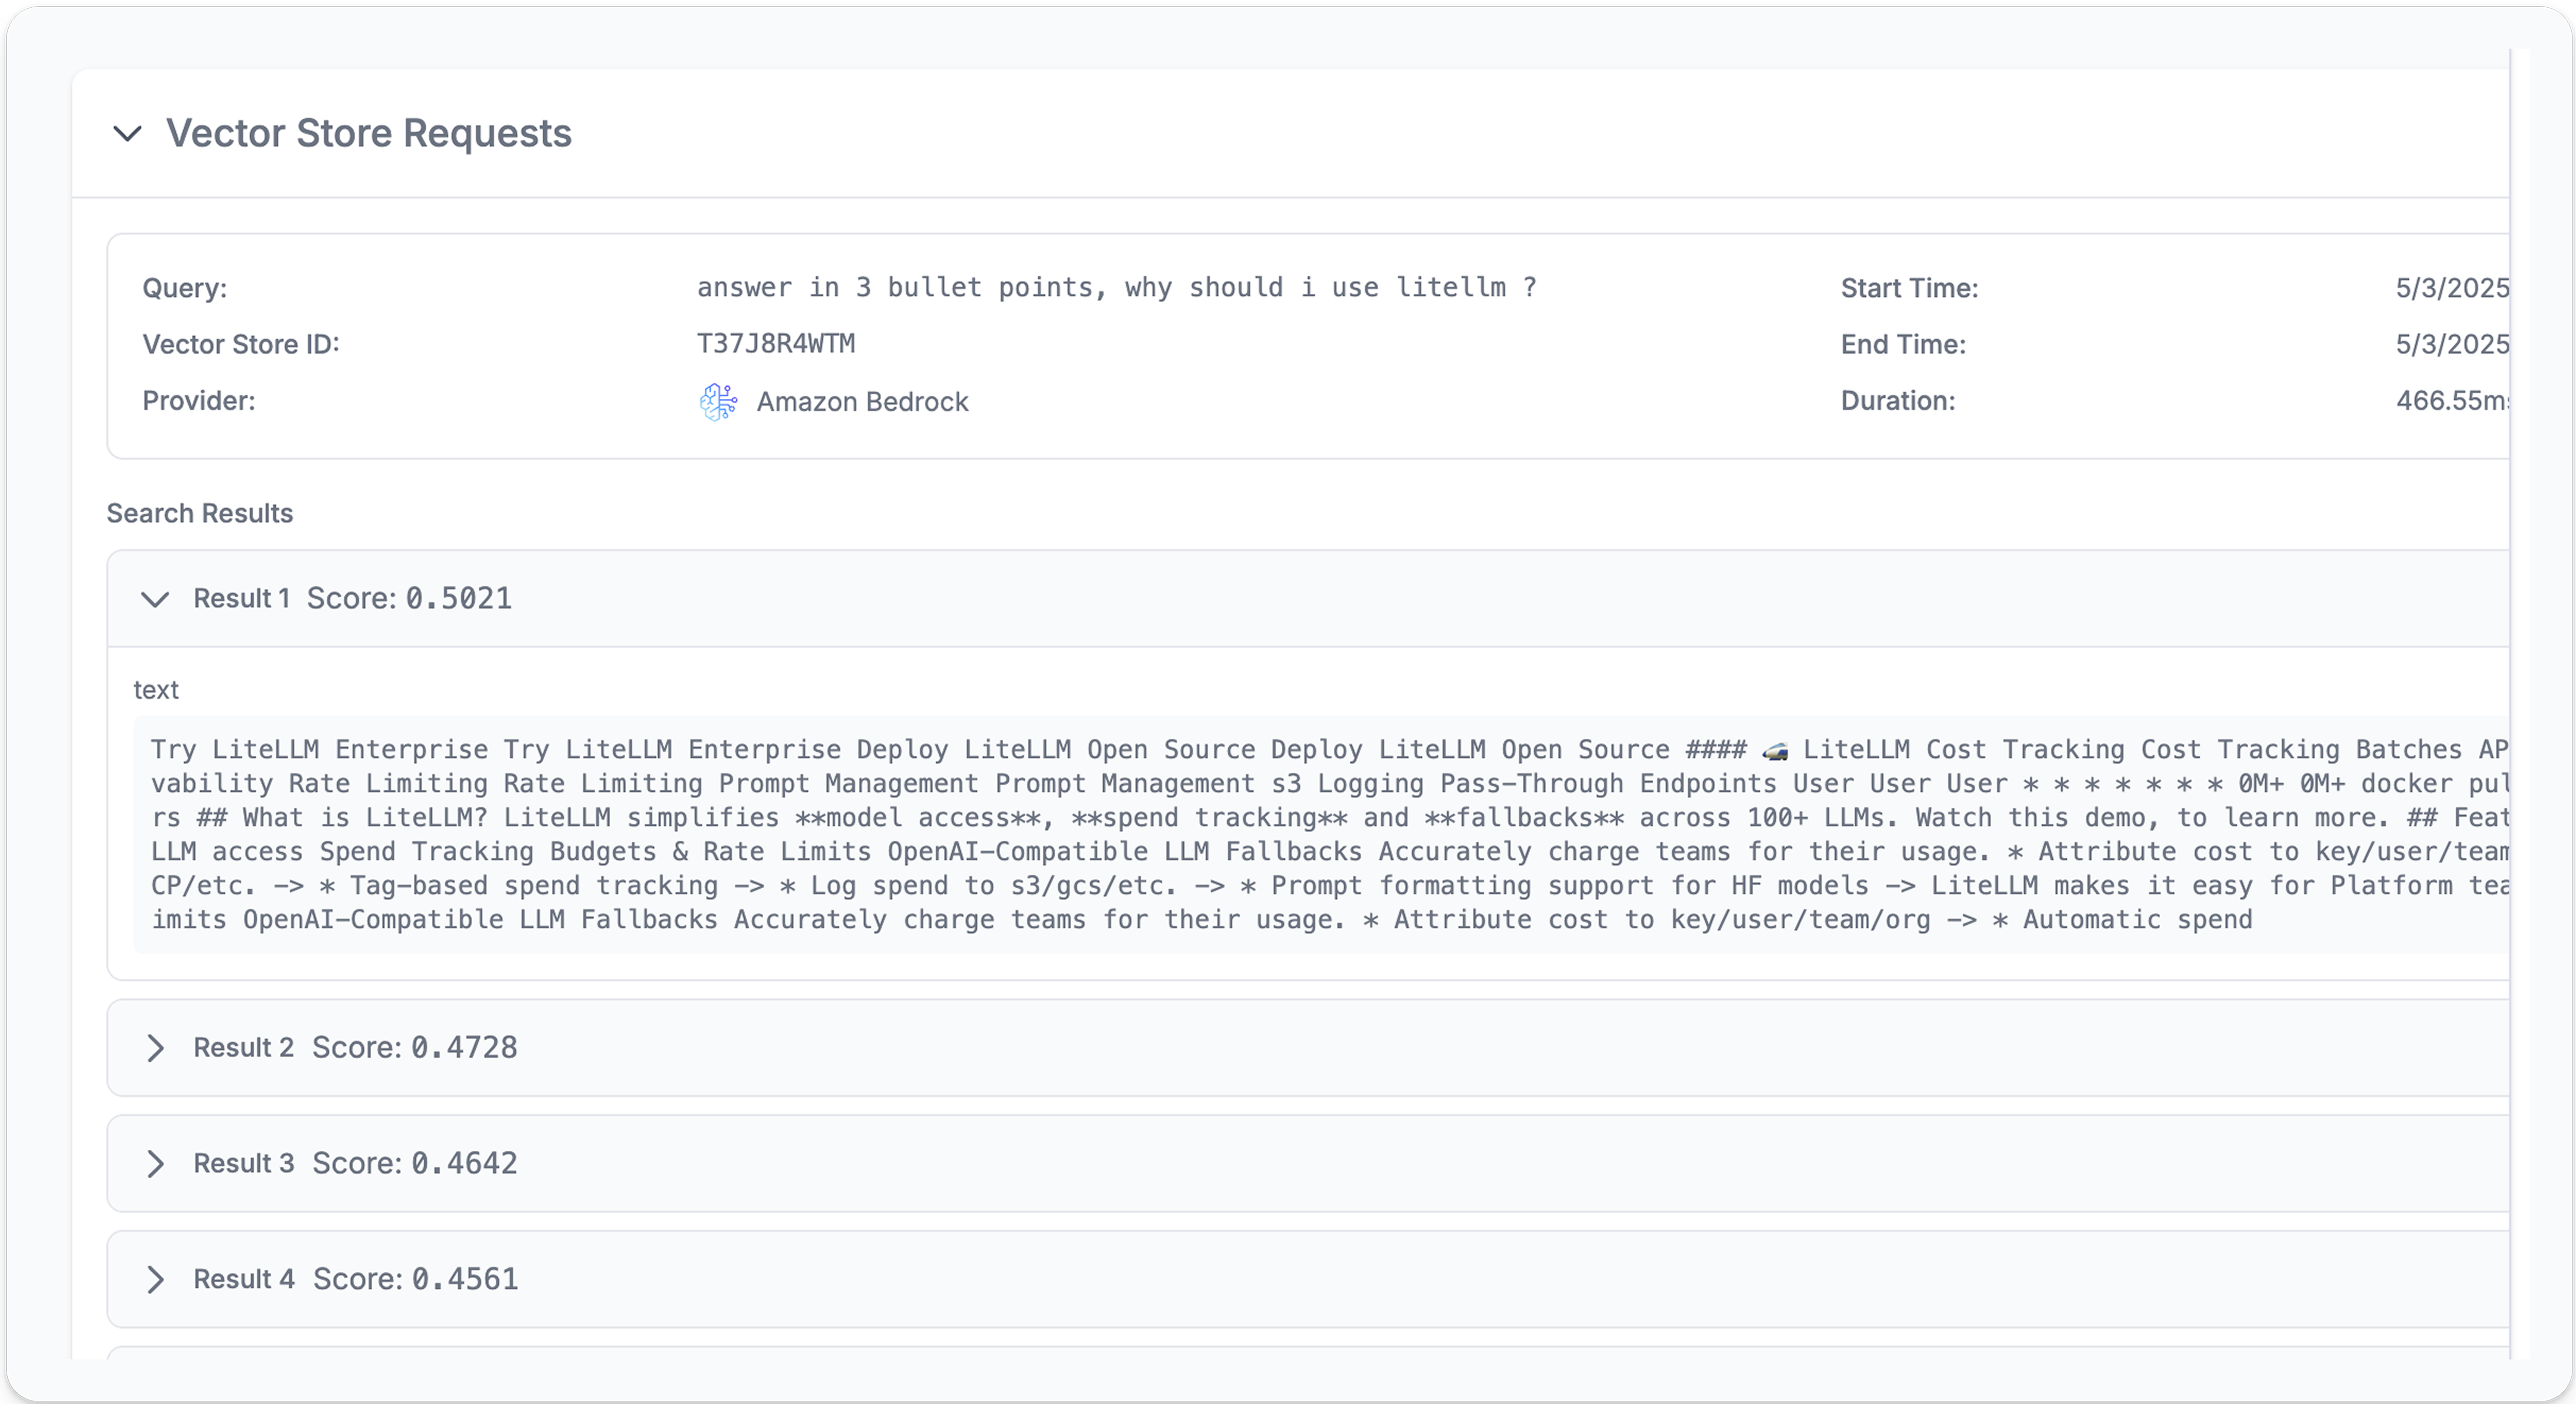 Vector Store Requests
Query: answer in 3 bullet points, why should i use litellm ? Start Time: 5/3/2025
Vector Store ID: T37J8R4WTM End Time: 5/3/2025
Provider: Amazon Bedrock Duration: 466.55ms
Search Results
Result 1 Score: 0.5021
text
Try LiteLLM Enterprise Try LiteLLM Enterprise Deploy LiteLLM Open Source Deploy LiteLLM Open Source #### 🚅 LiteLLM Cost Tracking Cost Tracking Batches AP
vability Rate Limiting Rate Limiting Prompt Management Prompt Management s3 Logging Pass-Through Endpoints User User User * * * * * * * 0M+ 0M+ docker pul
rs ## What is LiteLLM? LiteLLM simplifies **model access**, **spend tracking** and **fallbacks** across 100+ LLMs. Watch this demo, to learn more. ## Feat
LLM access Spend Tracking Budgets & Rate Limits OpenAI-Compatible LLM Fallbacks Accurately charge teams for their usage. * Attribute cost to key/user/team
CP/etc. -> * Tag-based spend tracking -> * Log spend to s3/gcs/etc. -> * Prompt formatting support for HF models -> LiteLLM makes it easy for Platform tea
imits OpenAI-Compatible LLM Fallbacks Accurately charge teams for their usage. * Attribute cost to key/user/team/org -> * Automatic spend
Result 2 Score: 0.4728
Result 3 Score: 0.4642
Result 4 Score: 0.4561